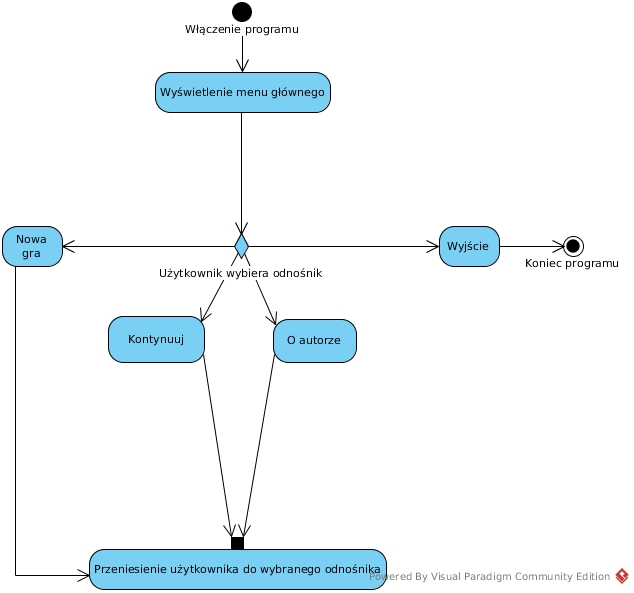 Włączenie programu
Wyświetlenie menu głównego
Nowa
gra
Wyjście
Koniec programu
Użytkownik wybiera odnośnik
Kontynuuj
O autorze
Przeniesienie użytkownika do wybranego odnośnika
Powered By Visual Paradigm Community Edition